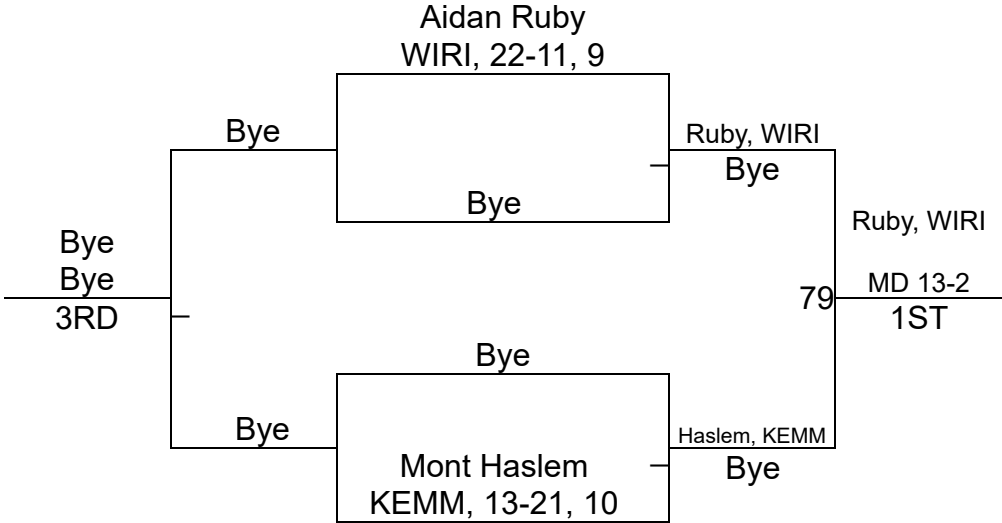 Aidan Ruby
WIRI, 22-11, 9
Bye
Ruby, WIRI
Bye
Bye
Ruby, WIRI
Bye
Bye
MD 13-2
79
3RD
1ST
Bye
Bye
Haslem, KEMM
Mont Haslem
Bye
KEMM, 13-21, 10